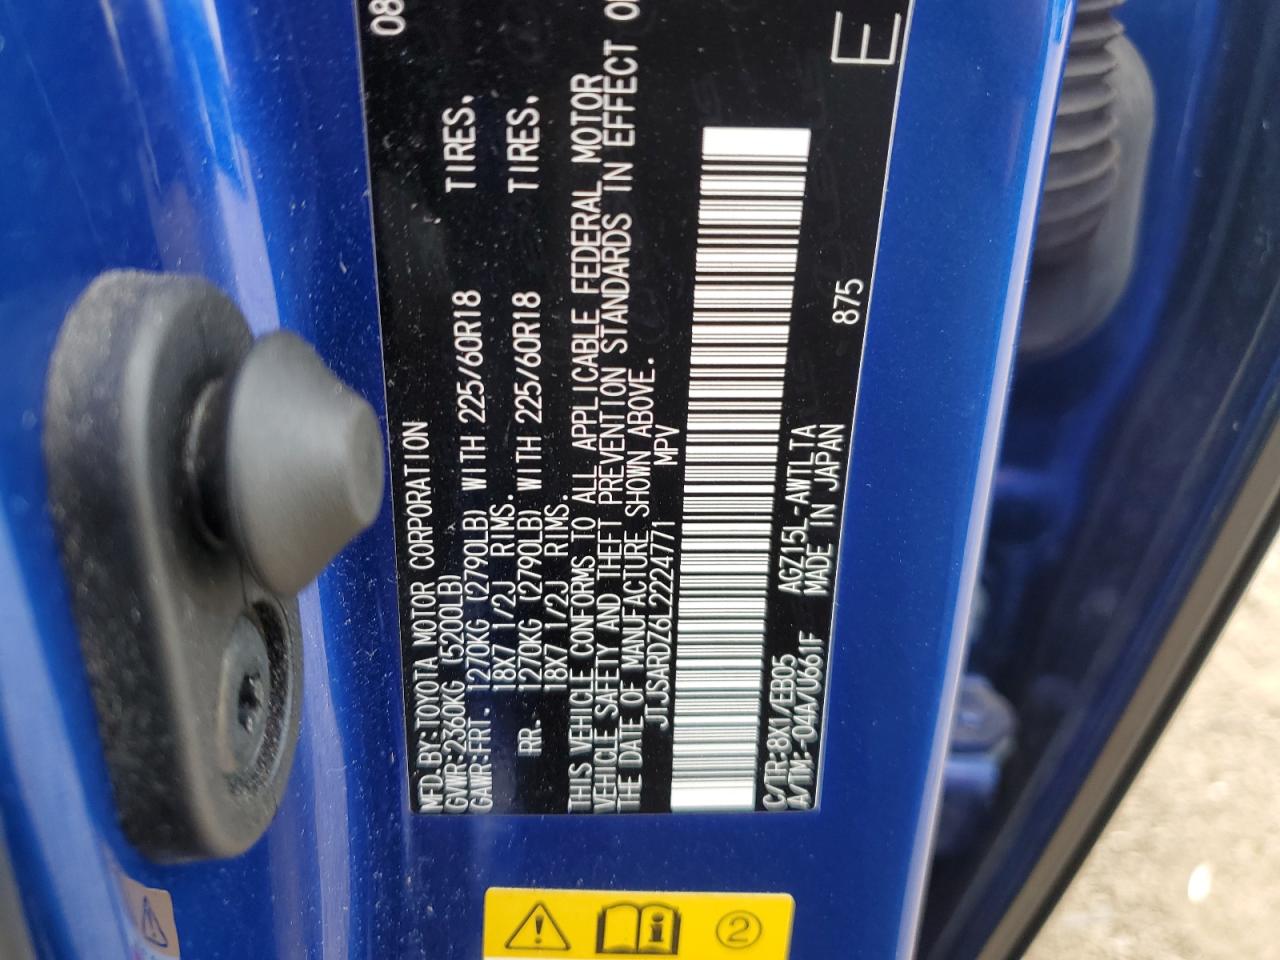 08
MFD.BY:TOYOTA MOTOR CORPORATION
GVWR:2360KG (5200LB)
GAWR:FRT. 1270KG (2790LB) WITH 225/60R18 TIRES,
18X7 1/2J RIMS.
RR. 1270KG (2790LB) WITH 225/60R18 TIRES,
18X7 1/2J RIMS.
THIS VEHICLE CONFORMS TO ALL APPLICABLE FEDERAL MOTOR
VEHICLE SAFETY AND THEFT PREVENTION STANDARDS IN EFFECT O
THE DATE OF MANUFACTURE SHOWN ABOVE.
JTJSARDZ6L2224771 MPV
C/TR:8X1/EB05 AGZ15L-AWTLTA
A/TM:-04A/U661F MADE IN JAPAN 875
E
2